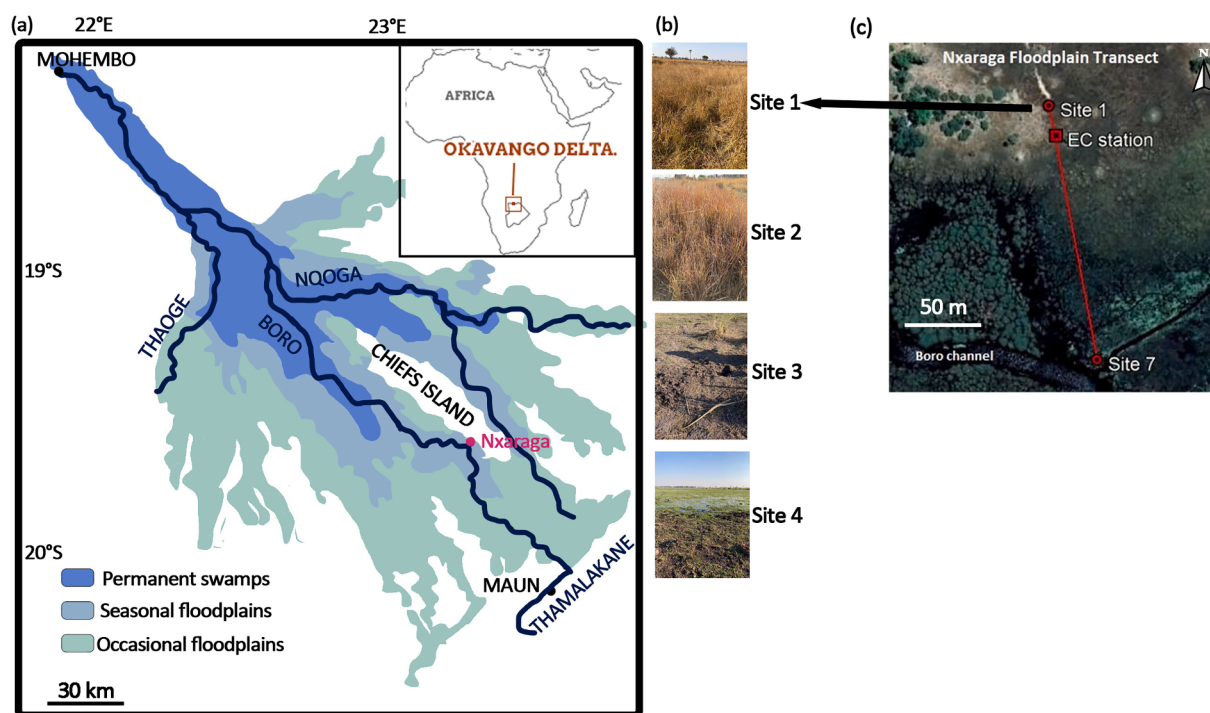 (a)
22°E
23°E
MOHEMBO
AFRICA
OKAVANGO DELTA.
19°S
NQOGA
THAOGE
BORO
CHIEFS ISLAND
Nxaraga
20°S
MAUN
THAMALAKANE
Permanent swamps
Seasonal floodplains
Occasional floodplains
30 km
(b)
Site 1
Site 2
Site 3
Site 4
(c)
Nxaraga Floodplain Transect
N
Site 1
EC station
50 m
Boro channel
Site 7